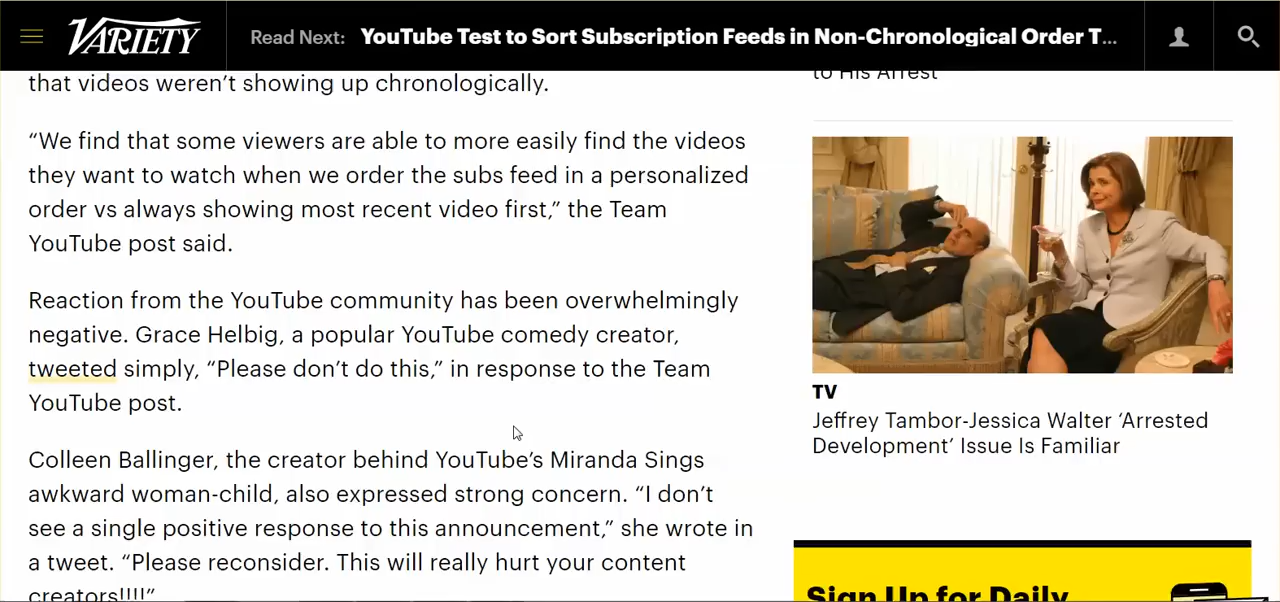 VARIETY
Read Next: YouTube Test to Sort Subscription Feeds in Non-Chronological Order T...
that videos weren’t showing up chronologically.
“We find that some viewers are able to more easily find the videos
they want to watch when we order the subs feed in a personalized
order vs always showing most recent video first,” the Team
YouTube post said.
Reaction from the YouTube community has been overwhelmingly
negative. Grace Helbig, a popular YouTube comedy creator,
tweeted simply, “Please don’t do this,” in response to the Team
YouTube post.
Colleen Ballinger, the creator behind YouTube’s Miranda Sings
awkward woman-child, also expressed strong concern. “I don’t
see a single positive response to this announcement,” she wrote in
a tweet. “Please reconsider. This will really hurt your content
creators!!!!”
to His Arrest
TV
Jeffrey Tambor-Jessica Walter ‘Arrested
Development’ Issue Is Familiar
Sign Up for Daily